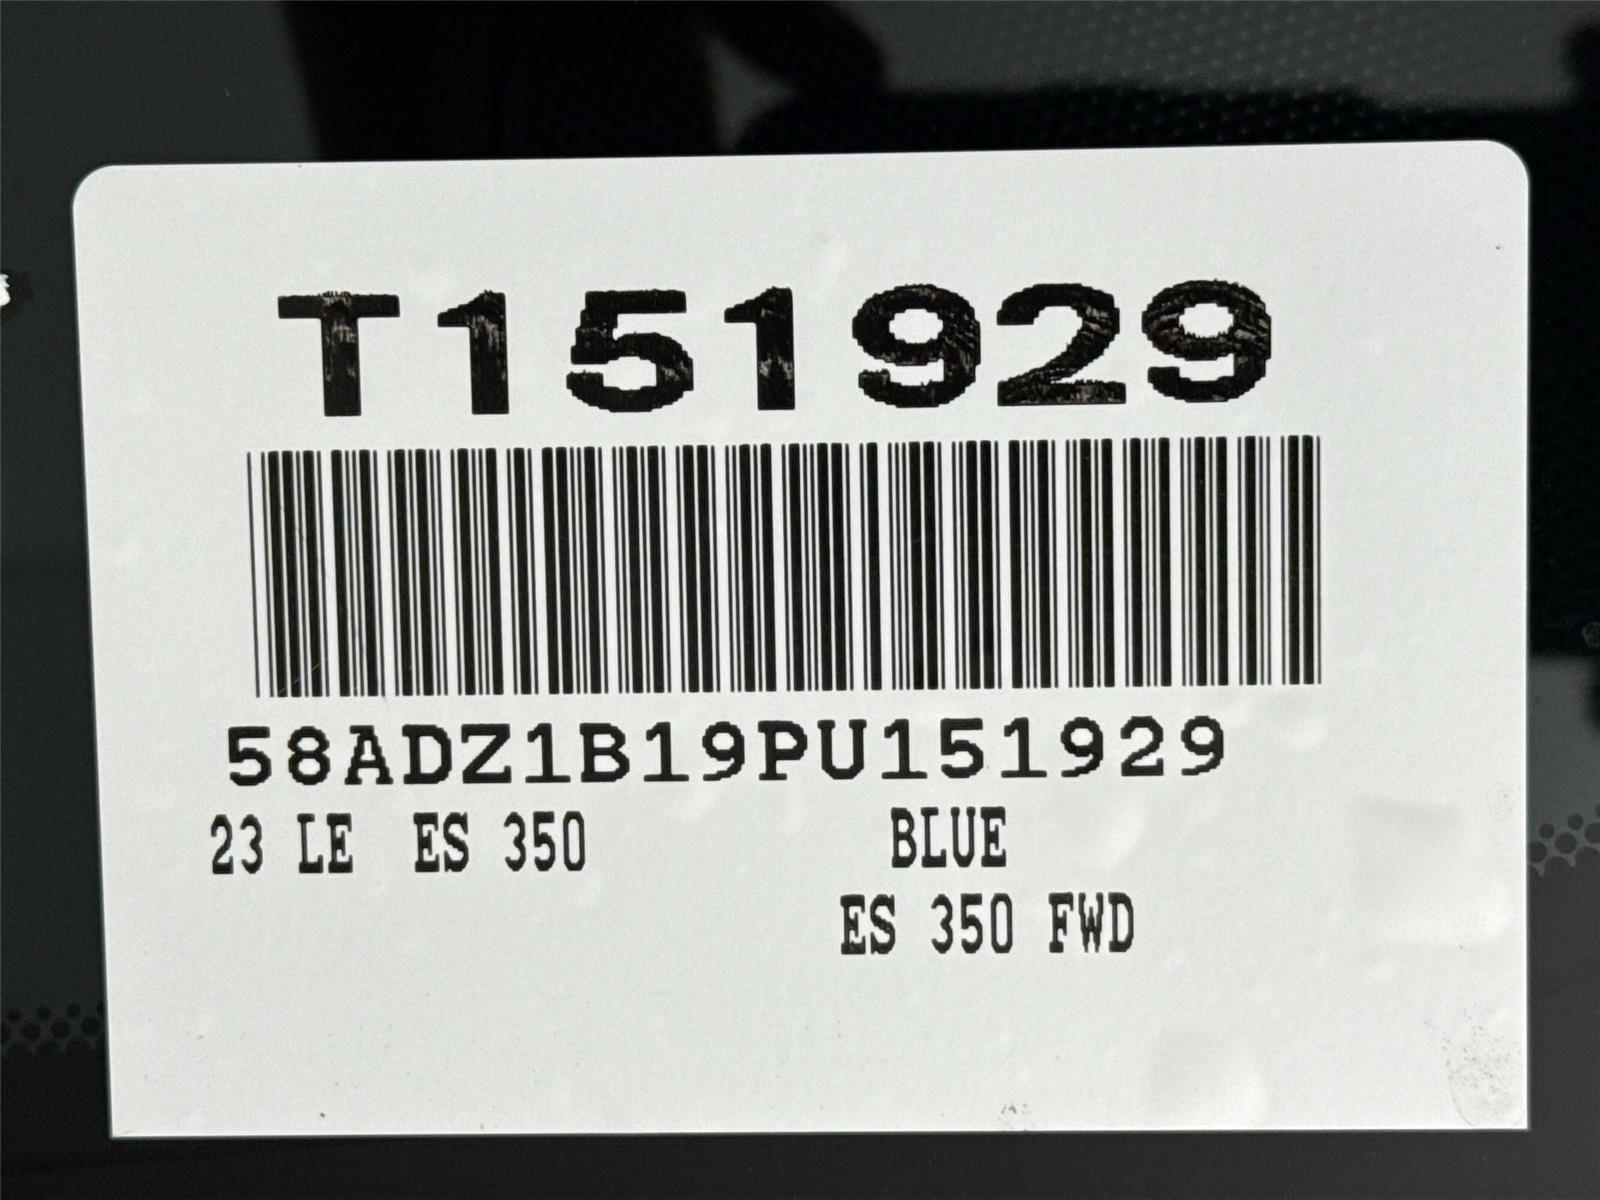 T151929
58ADZ1B19PU151929
23 LE ES 350 BLUE
ES 350 FWD